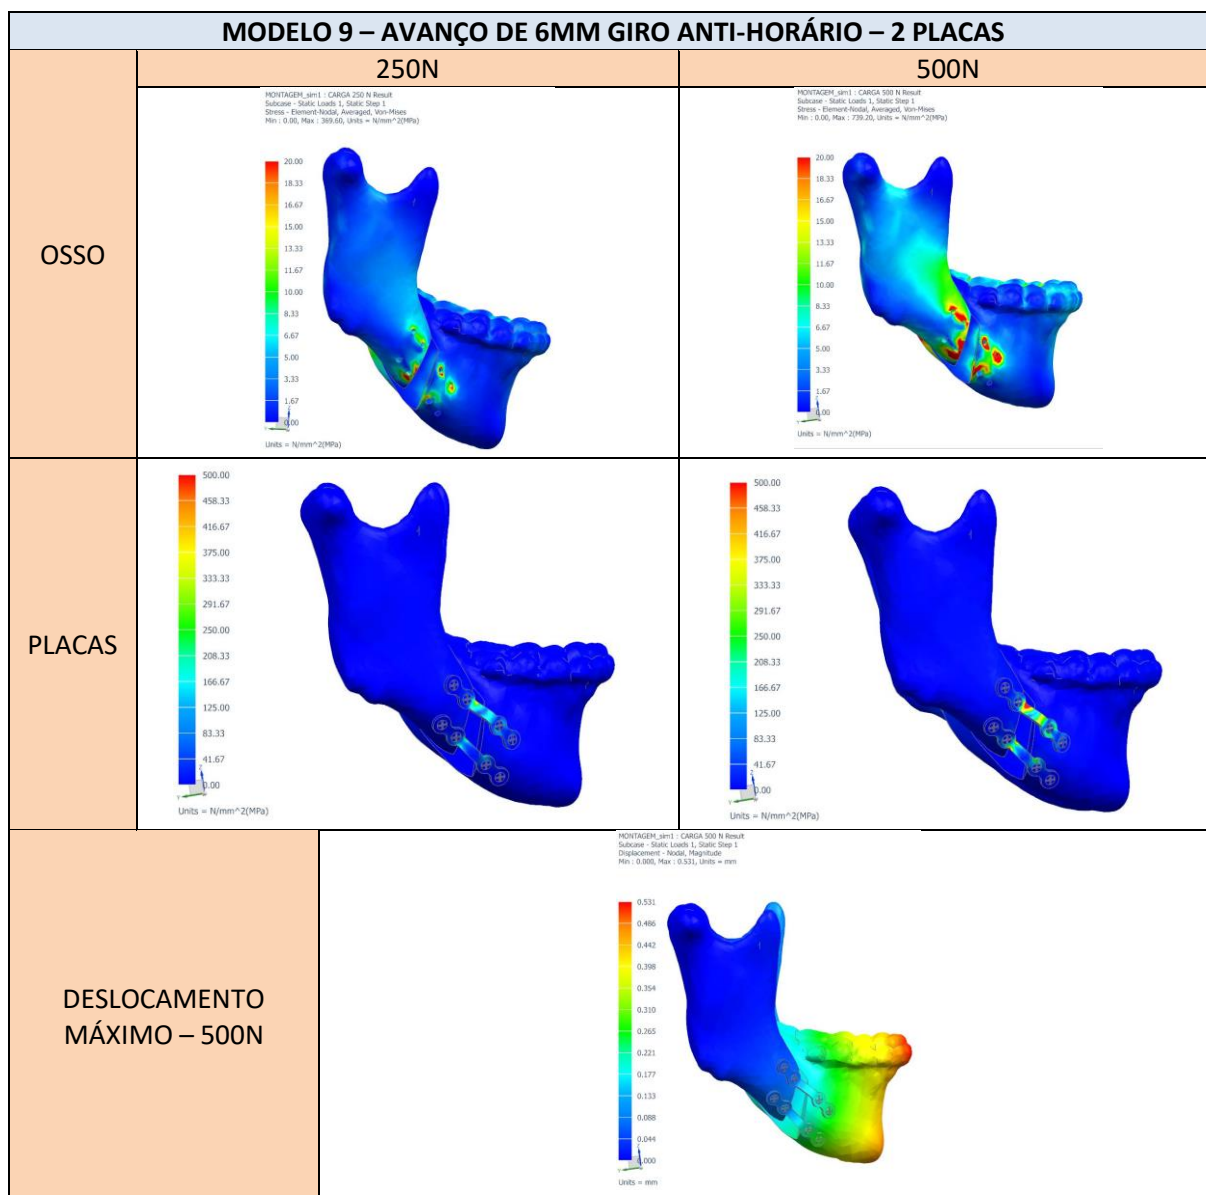 MODELO 9 – AVANÇO DE 6MM GIRO ANTI-HORÁRIO – 2 PLACAS
250N
500N
OSSO
MONTAGEM_sim1 : CARGA 250 N Result
Subcase - Static Loads 1, Static Step 1
Stress - Element-Nodal, Averaged, Von-Mises
Min : 0.00, Max : 369.60, Units = N/mm^2(MPa)
20.00
18.33
16.67
15.00
13.33
11.67
10.00
8.33
6.67
5.00
3.33
1.67
0.00
Units = N/mm^2(MPa)
MONTAGEM_sim1 : CARGA 500 N Result
Subcase - Static Loads 1, Static Step 1
Stress - Element-Nodal, Averaged, Von-Mises
Min : 0.00, Max : 739.20, Units = N/mm^2(MPa)
20.00
18.33
16.67
15.00
13.33
11.67
10.00
8.33
6.67
5.00
3.33
1.67
0.00
Units = N/mm^2(MPa)
PLACAS
500.00
458.33
416.67
375.00
333.33
291.67
250.00
208.33
166.67
125.00
83.33
41.67
0.00
Units = N/mm^2(MPa)
500.00
458.33
416.67
375.00
333.33
291.67
250.00
208.33
166.67
125.00
83.33
41.67
0.00
Units = N/mm^2(MPa)
DESLOCAMENTO
MÁXIMO – 500N
MONTAGEM_sim1 : CARGA 500 N Result
Subcase - Static Loads 1, Static Step 1
Displacement - Nodal, Magnitude
Min : 0.000, Max : 0.531, Units = mm
0.531
0.486
0.442
0.398
0.354
0.310
0.265
0.221
0.177
0.133
0.088
0.044
0.000
Units = mm